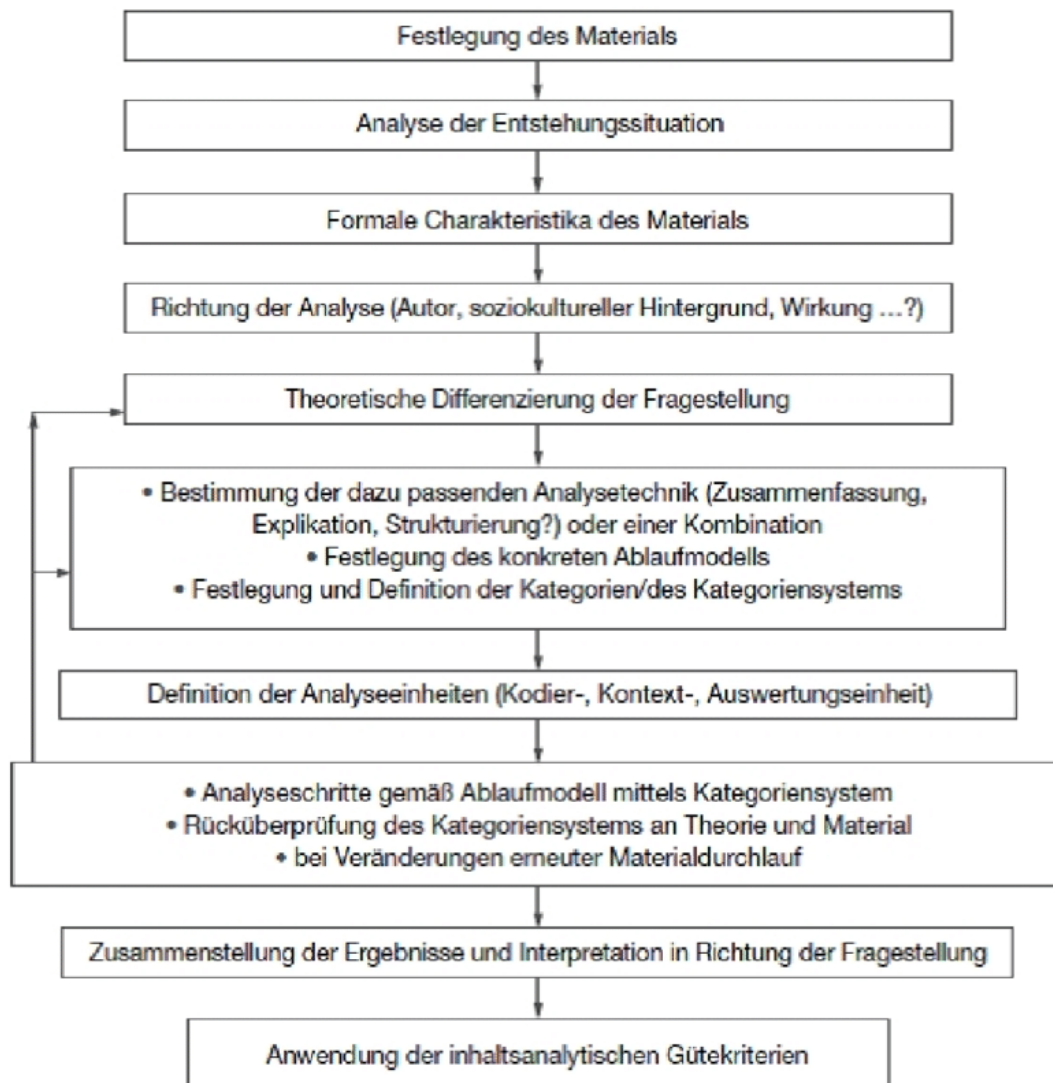 Festlegung des Materials
Analyse der Entstehungssituation
Formale Charakteristika des Materials
Richtung der Analyse (Autor, soziokultureller Hintergrund, Wirkung ...?)
Theoretische Differenzierung der Fragestellung
• Bestimmung der dazu passenden Analysetechnik (Zusammenfassung,
Explikation, Strukturierung?) oder einer Kombination
• Festlegung des konkreten Ablaufmodells
• Festlegung und Definition der Kategorien/des Kategoriensystems
Definition der Analyseeinheiten (Kodier-, Kontext-, Auswertungseinheit)
• Analyseschritte gemäß Ablaufmodell mittels Kategoriensystem
• Rücküberprüfung des Kategoriensystems an Theorie und Material
• bei Veränderungen erneuter Materialdurchlauf
Zusammenstellung der Ergebnisse und Interpretation in Richtung der Fragestellung
Anwendung der inhaltsanalytischen Gütekriterien